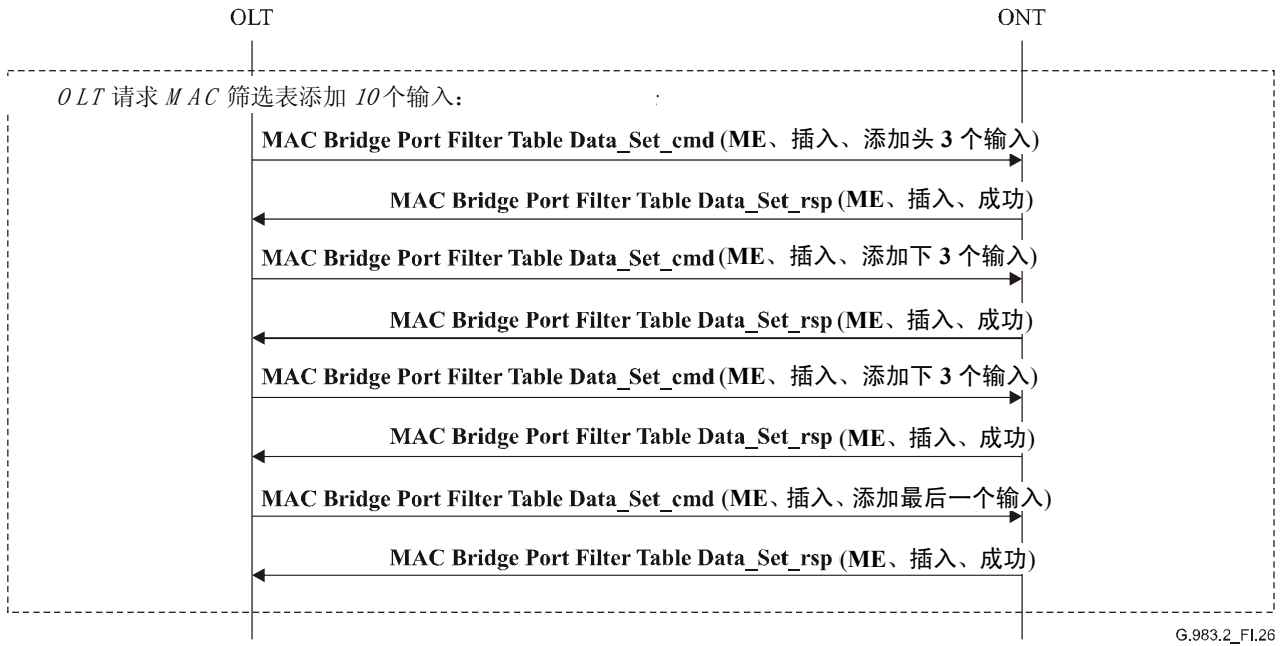 OLT ONT
OLT 请求 MAC 筛选表添加 10个输入: :
MAC Bridge Port Filter Table Data_Set_cmd (ME、插入、添加头 3 个输入)
MAC Bridge Port Filter Table Data_Set_rsp (ME、插入、成功)
MAC Bridge Port Filter Table Data_Set_cmd (ME、插入、添加下 3 个输入)
MAC Bridge Port Filter Table Data_Set_rsp (ME、插入、成功)
MAC Bridge Port Filter Table Data_Set_cmd (ME、插入、添加下 3 个输入)
MAC Bridge Port Filter Table Data_Set_rsp (ME、插入、成功)
MAC Bridge Port Filter Table Data_Set_cmd (ME、插入、添加最后一个输入)
MAC Bridge Port Filter Table Data_Set_rsp (ME、插入、成功)
G.983.2_FI.26